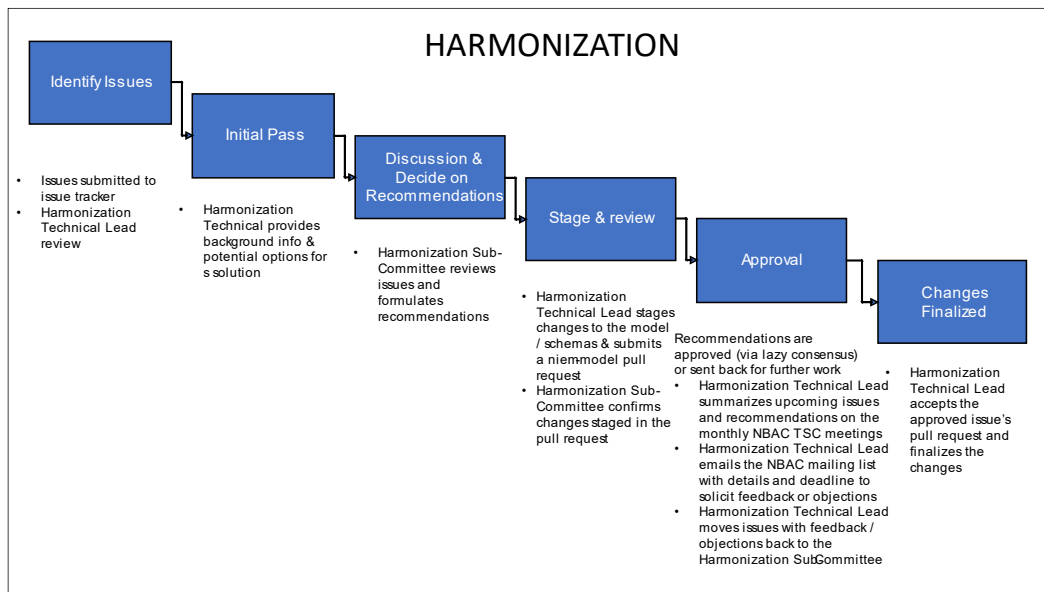 HARMONIZATION
Identify Issues
• Issues submitted to
issue tracker
• Harmonization
Technical Lead
review
Initial Pass
• Harmonization
Technical provides
background info &
potential options for
s solution
Discussion &
Decide on
Recommendations
• Harmonization Sub-
Committee reviews
issues and
formulates
recommendations
Stage & review
• Harmonization
Technical Lead stages
changes to the model
/ schemas & submits
a niem-model pull
request
• Harmonization Sub-
Committee confirms
changes staged in the
pull request
Approval
Recommendations are
approved (via lazy consensus)
or sent back for further work
• Harmonization Technical Lead
summarizes upcoming issues
and recommendations on the
monthly NBAC TSC meetings
• Harmonization Technical Lead
emails the NBAC mailing list
with details and deadline to
solicit feedback or objections
• Harmonization Technical Lead
moves issues with feedback /
objections back to the
Harmonization SubCommittee
Changes
Finalized
• Harmonization
Technical Lead
accepts the
approved issue's
pull request and
finalizes the
changes